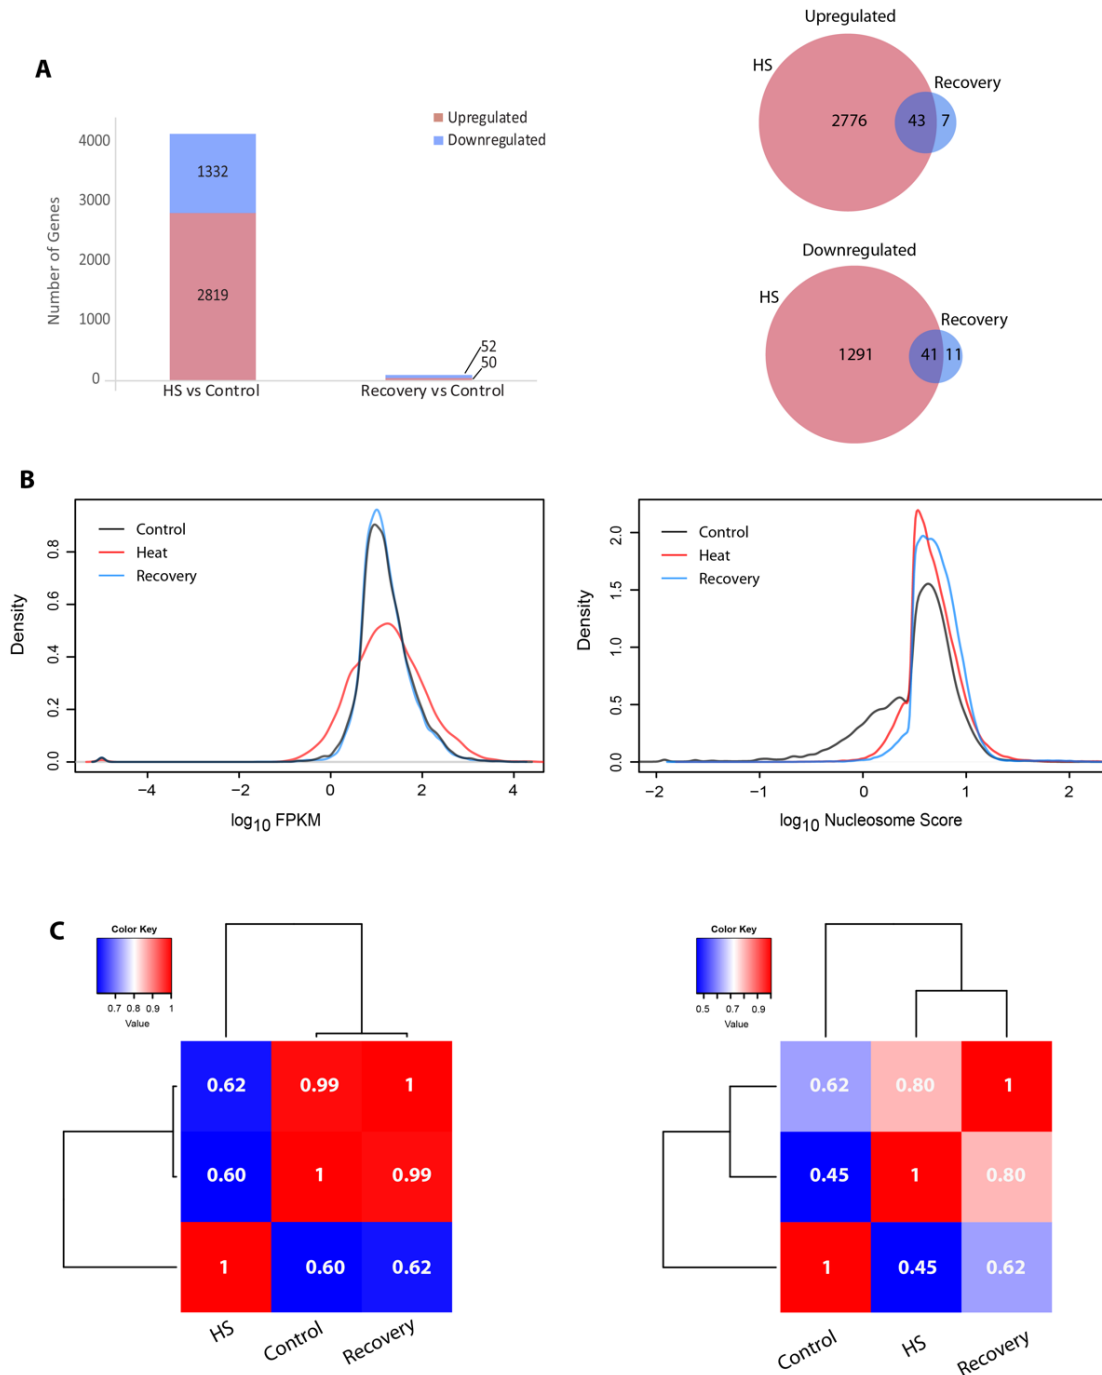 A
Upregulated
Downregulated
Number of Genes
4000
3000
2000
1000
0
1332
2819
52
50
HS vs Control
Recovery vs Control
Upregulated
HS
Recovery
2776
43
7
Downregulated
HS
Recovery
1291
41
11
B
Control
Heat
Recovery
Density
0.8
0.6
0.4
0.2
0.0
−4
−2
0
2
4
log10 FPKM
Control
Heat
Recovery
Density
2.0
1.5
1.0
0.5
0.0
−2
−1
0
1
2
log10 Nucleosome Score
C
Color Key
0.7 0.8 0.9 1
Value
0.62 0.99 1
0.60 1 0.99
1 0.60 0.62
HS
Control
Recovery
Color Key
0.5 0.7 0.9
Value
0.62 0.80 1
0.45 1 0.80
1 0.45 0.62
Control
HS
Recovery